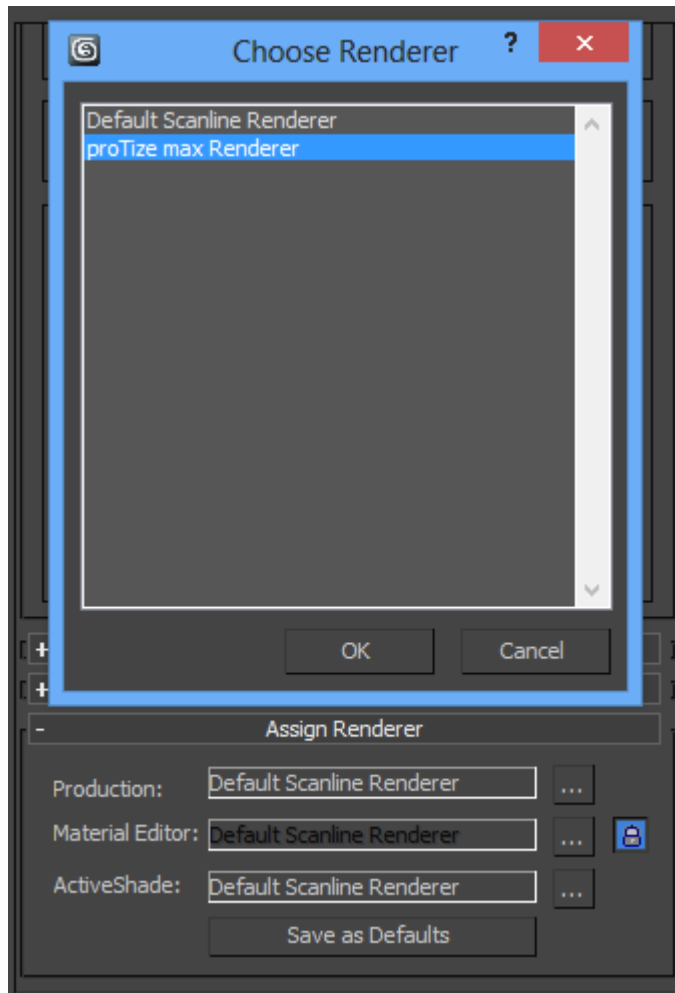 Choose Renderer ?
Default Scanline Renderer
proTize max Renderer
OK Cancel
+
+
- Assign Renderer
Production: Default Scanline Renderer ...
Material Editor: Default Scanline Renderer ...
ActiveShade: Default Scanline Renderer ...
Save as Defaults